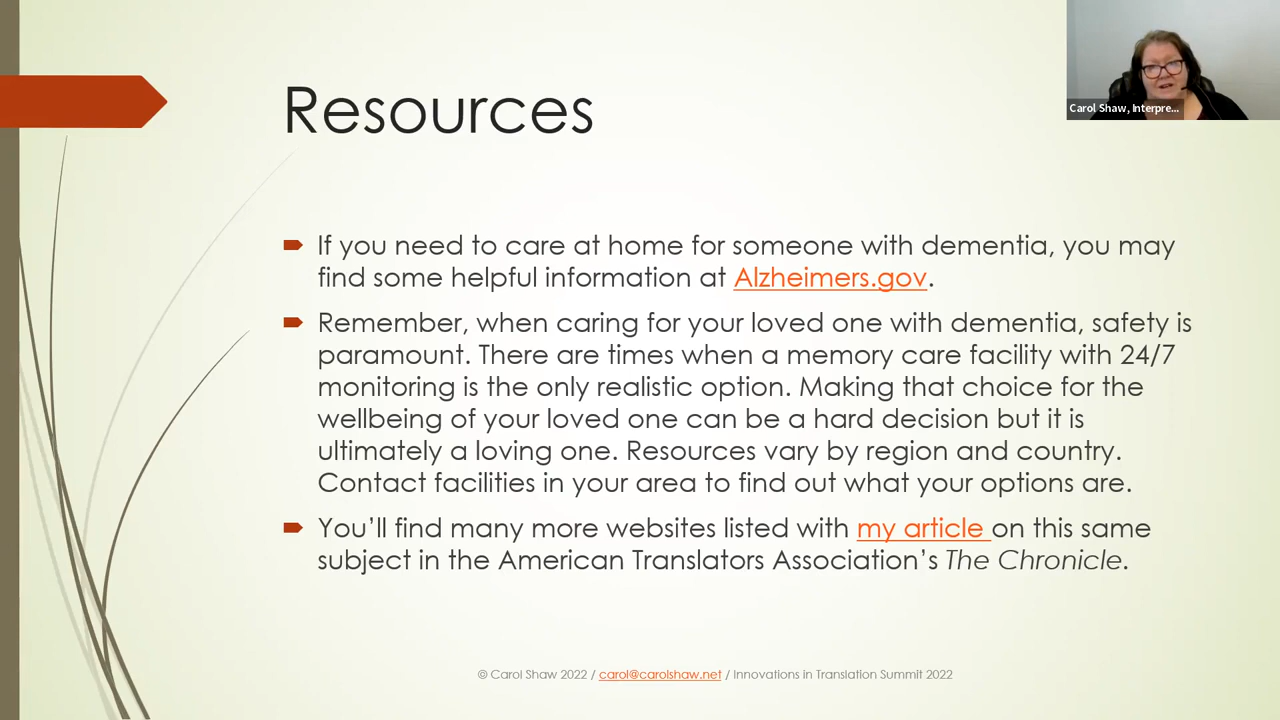 Resources
Carol Shaw, Interpre...
If you need to care at home for someone with dementia, you may
find some helpful information at Alzheimers.gov.
Remember, when caring for your loved one with dementia, safety is
paramount. There are times when a memory care facility with 24/7
monitoring is the only realistic option. Making that choice for the
wellbeing of your loved one can be a hard decision but it is
ultimately a loving one. Resources vary by region and country.
Contact facilities in your area to find out what your options are.
You’ll find many more websites listed with my article on this same
subject in the American Translators Association’s The Chronicle.
© Carol Shaw 2022 / carol@carolshaw.net / Innovations in Translation Summit 2022